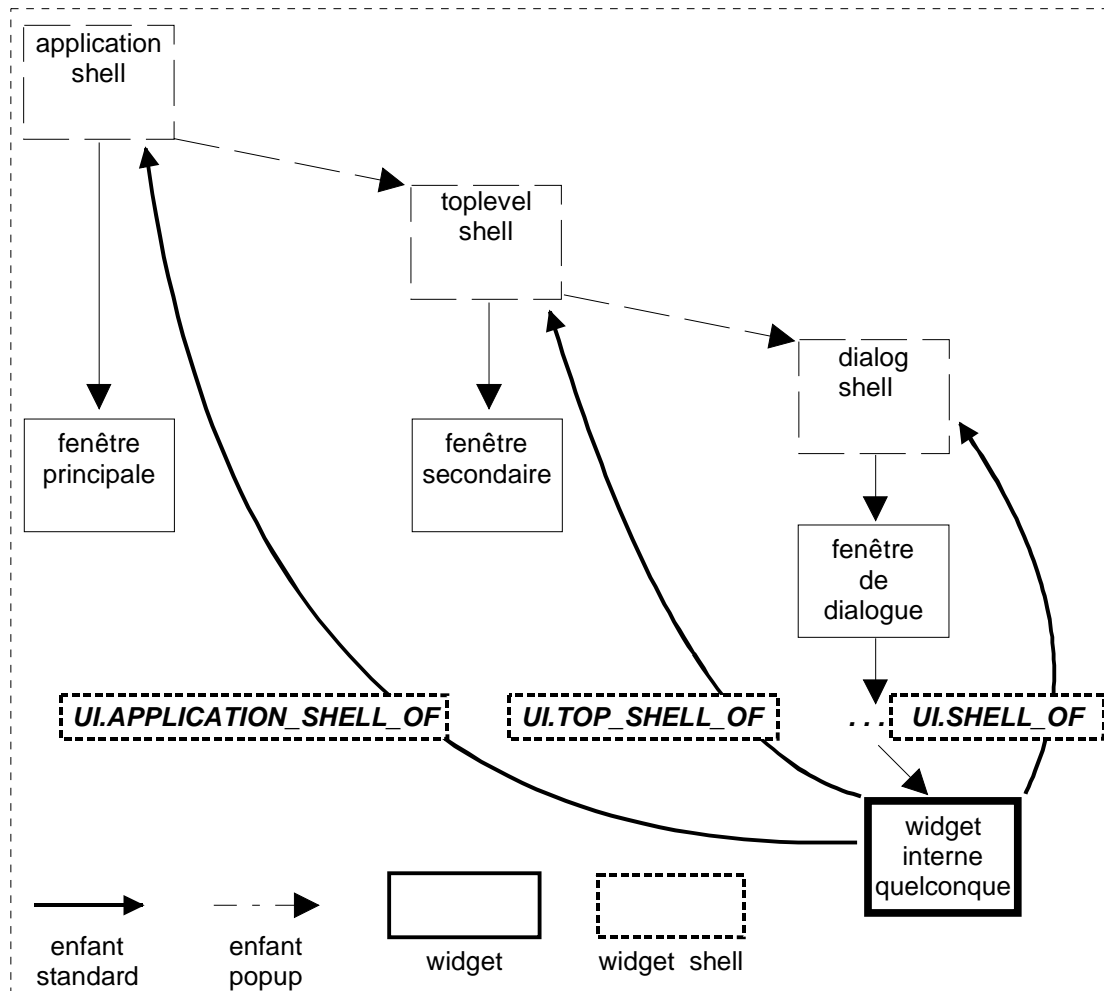 application
shell
toplevel
shell
dialog
shell
fenêtre
principale
fenêtre
secondaire
fenêtre
de
dialogue
UI.APPLICATION_SHELL_OF
UI.TOP_SHELL_OF
...
UI.SHELL_OF
widget
interne
quelconque
enfant
standard
enfant
popup
widget
widget shell